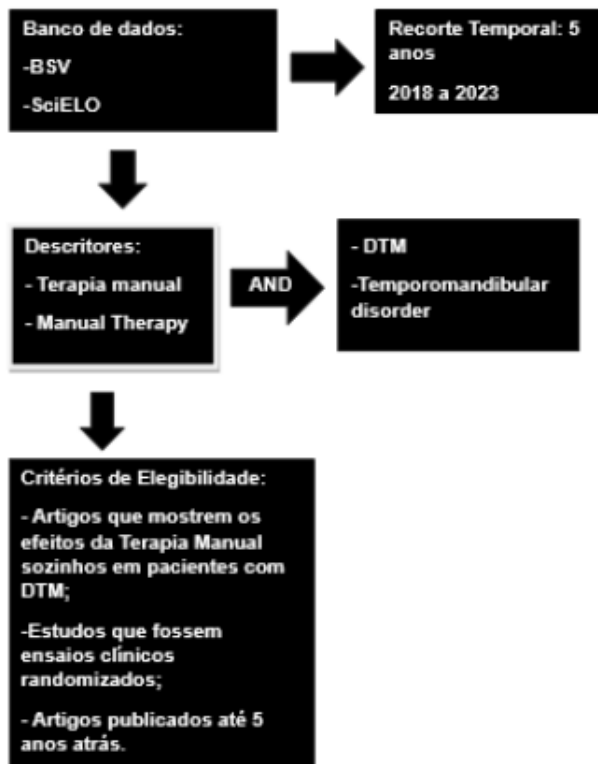 Banco de dados:
-BSV
-SciELO
Recorte Temporal: 5
anos
2018 a 2023
Descritores:
- Terapia manual
- Manual Therapy
AND
- DTM
-Temporomandibular
disorder
Critérios de Elegibilidade:
- Artigos que mostrem os
efeitos da Terapia Manual
sozinhos em pacientes com
DTM;
-Estudos que fossem
ensaios clínicos
randomizados;
- Artigos publicados até 5
anos atrás.